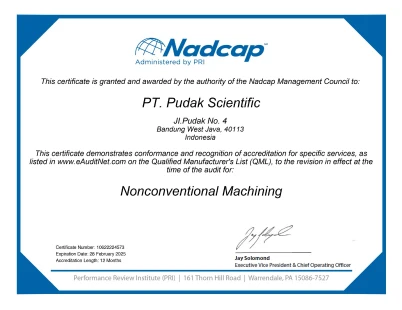 Nadcap
Administered by PRI
This certificate is granted and awarded by the authority of the Nadcap Management Council to:
PT. Pudak Scientific
Jl.Pudak No. 4
Bandung West Java, 40113
Indonesia
This certificate demonstrates conformance and recognition of accreditation for specific services, as
listed in www.eAuditNet.com on the Qualified Manufacturer's List (QML), to the revision in effect at the
time of the audit for:
Nonconventional Machining
Certificate Number: 10620224573
Expiration Date: 28 February 2025
Accreditation Length: 12 Months
Jay Solomond
Executive Vice President & Chief Operating Officer
Performance Review Institute (PRI) | 161 Thorn Hill Road | Warrendale, PA 15086-7527